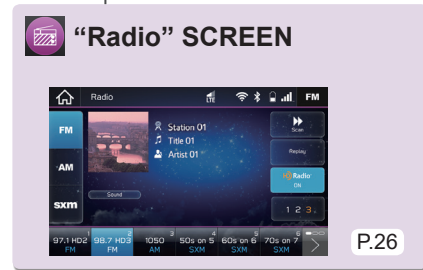 “Radio” SCREEN
Radio LTE FM
FM
AM
sxm
Station 01
Title 01
Artist 01
Sound
Scan
Replay
HD Radio
ON
1 2 3
1 97.1 HD2 FM
2 98.7 HD3 FM
3 1050 AM
4 50s on 5 SXM
5 60s on 6 SXM
6 70s on 7 SXM
P.26